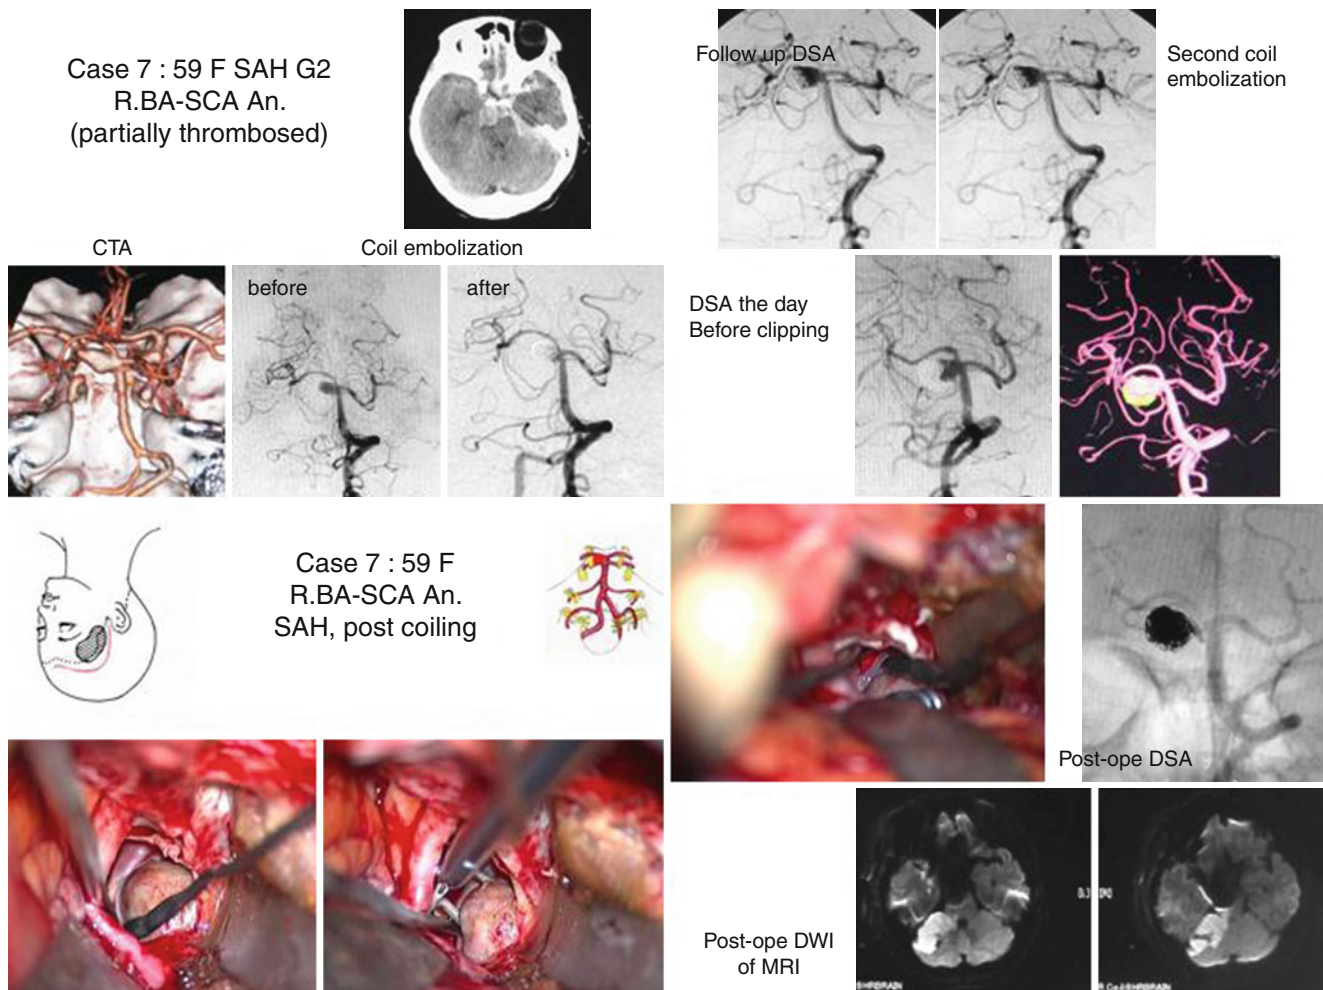 Case 7 : 59 F SAH G2
R.BA-SCA An.
(partially thrombosed)
CTA
Coil embolization
before
after
Follow up DSA
Second coil
embolization
DSA the day
Before clipping
Case 7 : 59 F
R.BA-SCA An.
SAH, post coiling
Post-ope DSA
Post-ope DWI
of MRI